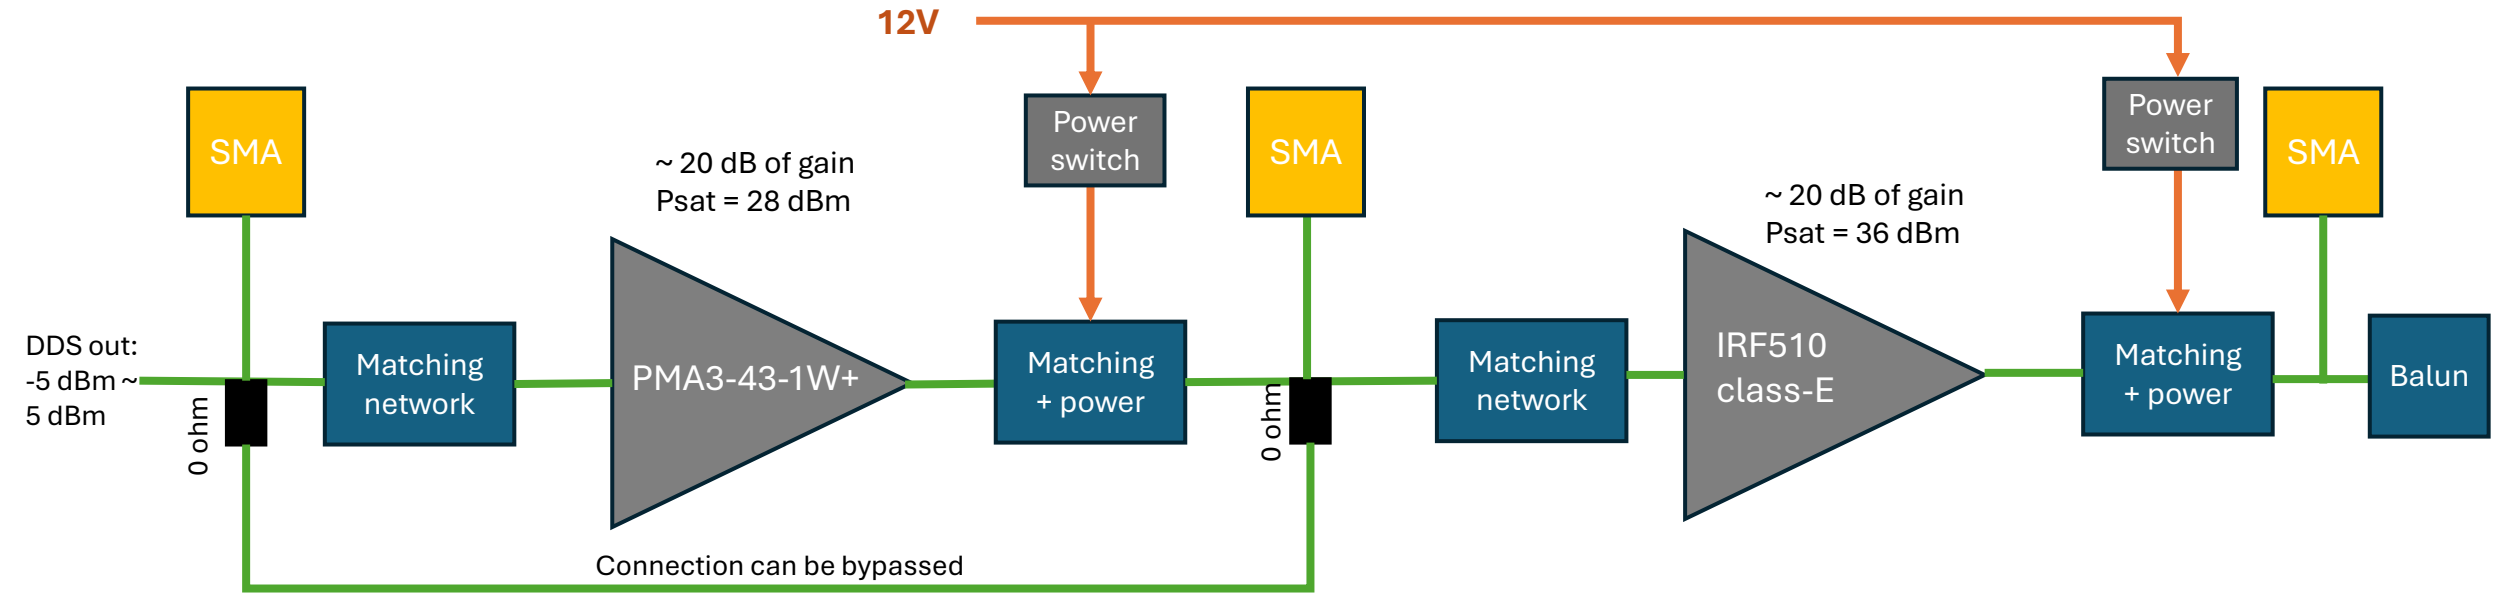 12V
SMA
Power
switch
SMA
Power
switch
SMA
~ 20 dB of gain
Psat = 28 dBm
~ 20 dB of gain
Psat = 36 dBm
DDS out:
-5 dBm ~
5 dBm
0 ohm
Matching
network
PMA3-43-1W+
Matching
+ power
0 ohm
Matching
network
IRF510
class-E
Matching
+ power
Balun
Connection can be bypassed